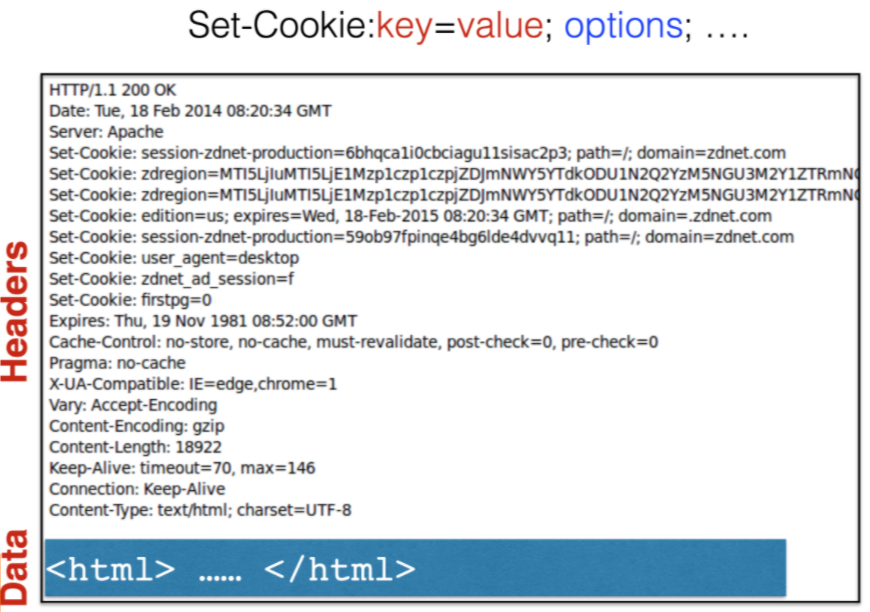 Set-Cookie:key=value; options; ....
HTTP/1.1 200 OK
Date: Tue, 18 Feb 2014 08:20:34 GMT
Server: Apache
Set-Cookie: session-zdnet-production=6bhqca1i0cbciagu11sisac2p3; path=/; domain=zdnet.com
Set-Cookie: zdregion=MTI5LjIuMTI5LjE1Mzp1czp1czpjZDJmNWY5YTdkODU1N2Q2YzM5NGU3M2Y1ZTRmN
Set-Cookie: zdregion=MTI5LjIuMTI5LjE1Mzp1czp1czpjZDJmNWY5YTdkODU1N2Q2YzM5NGU3M2Y1ZTRmN
Set-Cookie: edition=us; expires=Wed, 18-Feb-2015 08:20:34 GMT; path=/; domain=.zdnet.com
Set-Cookie: session-zdnet-production=59ob97fpinqe4bg6lde4dvvq11; path=/; domain=zdnet.com
Set-Cookie: user_agent=desktop
Set-Cookie: zdnet_ad_session=f
Set-Cookie: firstpg=0
Expires: Thu, 19 Nov 1981 08:52:00 GMT
Cache-Control: no-store, no-cache, must-revalidate, post-check=0, pre-check=0
Pragma: no-cache
X-UA-Compatible: IE=edge,chrome=1
Vary: Accept-Encoding
Content-Encoding: gzip
Content-Length: 18922
Keep-Alive: timeout=70, max=146
Connection: Keep-Alive
Content-Type: text/html; charset=UTF-8
<html> ...... </html>
Headers
Data